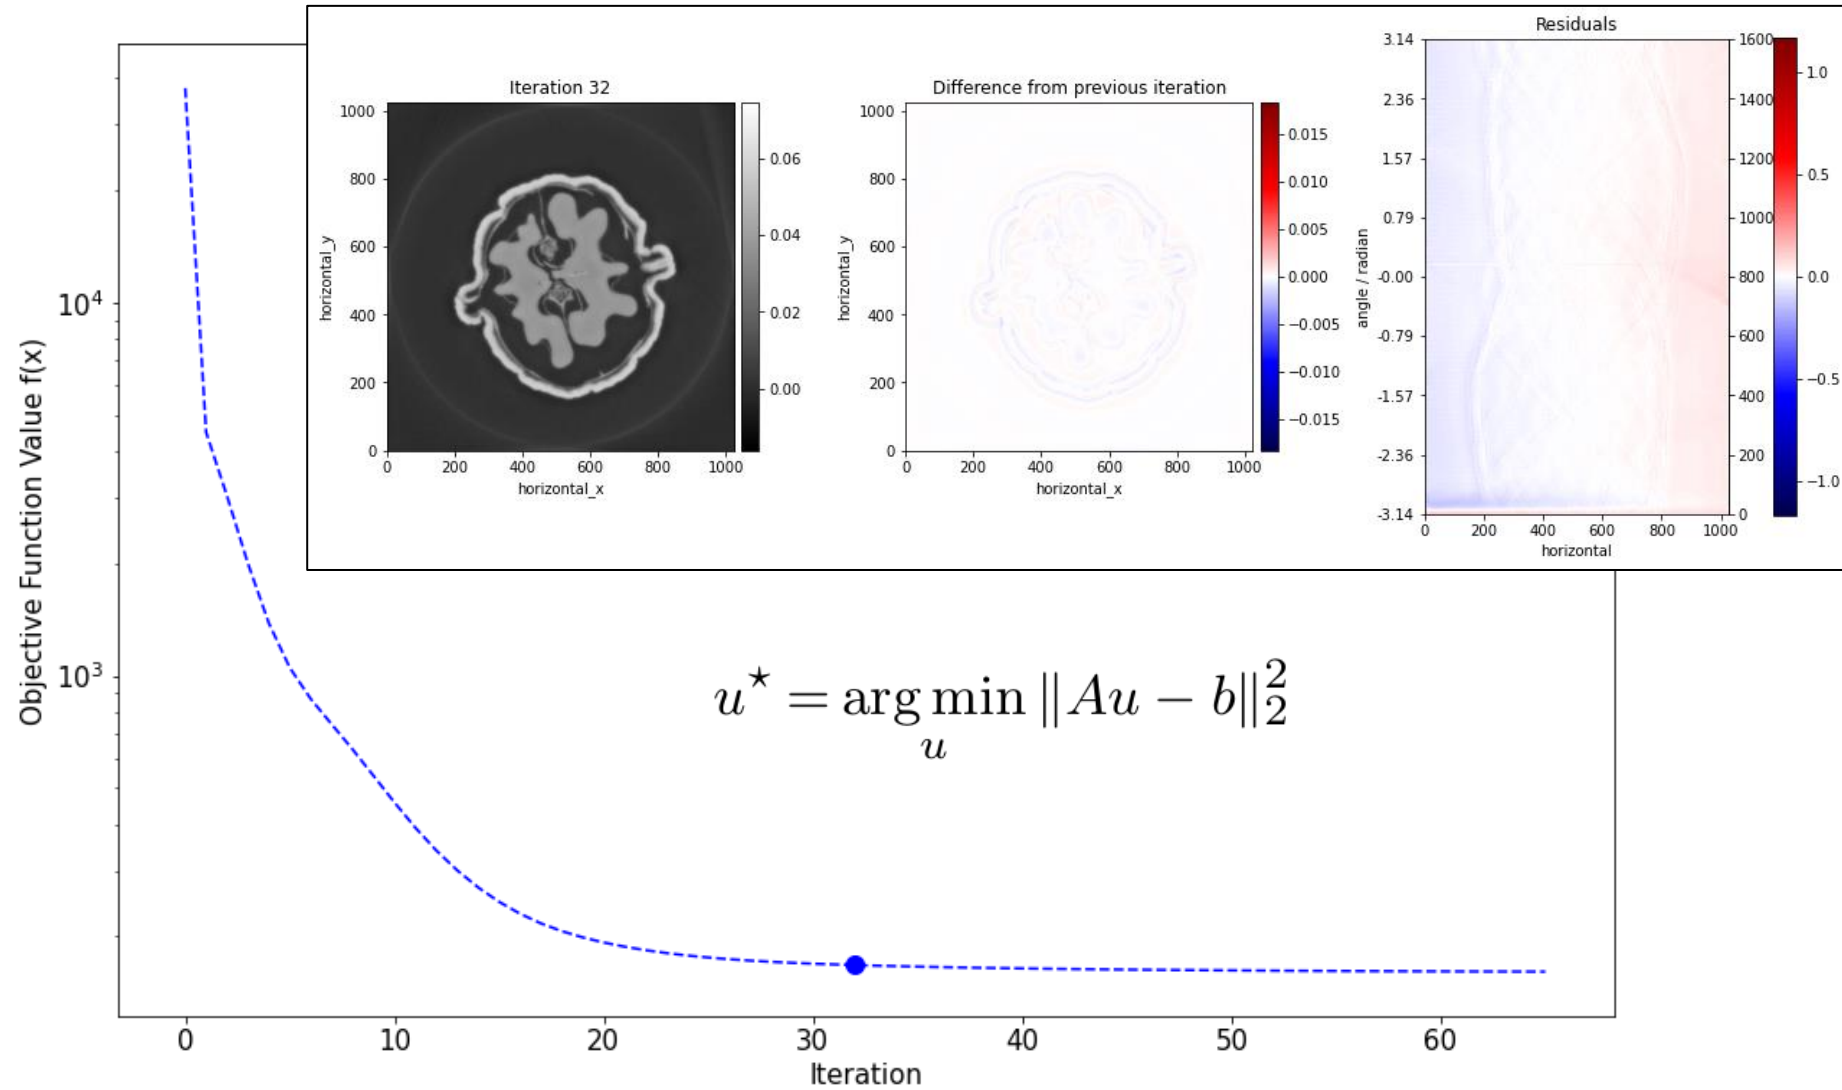 Objective Function Value f(x)
10⁴
10³
0 10 20 30 40 50 60
Iteration
Iteration 32
1000
800
600
400
200
0
horizontal_y
0 200 400 600 800 1000
horizontal_x
0.06
0.04
0.02
0.00
Difference from previous iteration
1000
800
600
400
200
0
horizontal_y
0 200 400 600 800 1000
horizontal_x
0.015
0.010
0.005
0.000
−0.005
−0.010
−0.015
Residuals
3.14
2.36
1.57
0.79
-0.00
-0.79
-1.57
-2.36
-3.14
angle / radian
0 200 400 600 800 1000
horizontal
1600
1400
1200
1000
800
600
400
200
0
1.0
0.5
0.0
−0.5
−1.0
u⋆ = arg min ‖Au − b‖₂²
u